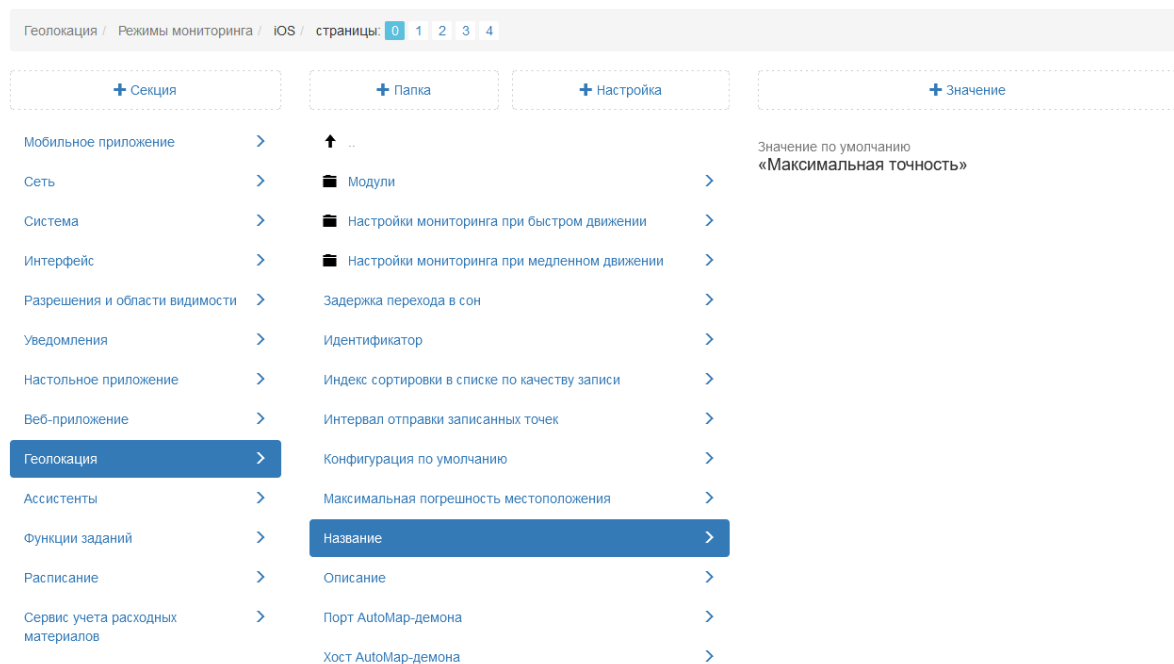 Геолокация / Режимы мониторинга / iOS / страницы: 0 1 2 3 4
+ Секция
+ Папка
+ Настройка
+ Значение
Мобильное приложение
Сеть
Система
Интерфейс
Разрешения и области видимости
Уведомления
Настольное приложение
Веб-приложение
Геолокация
Ассистенты
Функции заданий
Расписание
Сервис учета расходных
материалов
..
Модули
Настройки мониторинга при быстром движении
Настройки мониторинга при медленном движении
Задержка перехода в сон
Идентификатор
Индекс сортировки в списке по качеству записи
Интервал отправки записанных точек
Конфигурация по умолчанию
Максимальная погрешность местоположения
Название
Описание
Порт AutoMap-демона
Хост AutoMap-демона
Значение по умолчанию
«Максимальная точность»